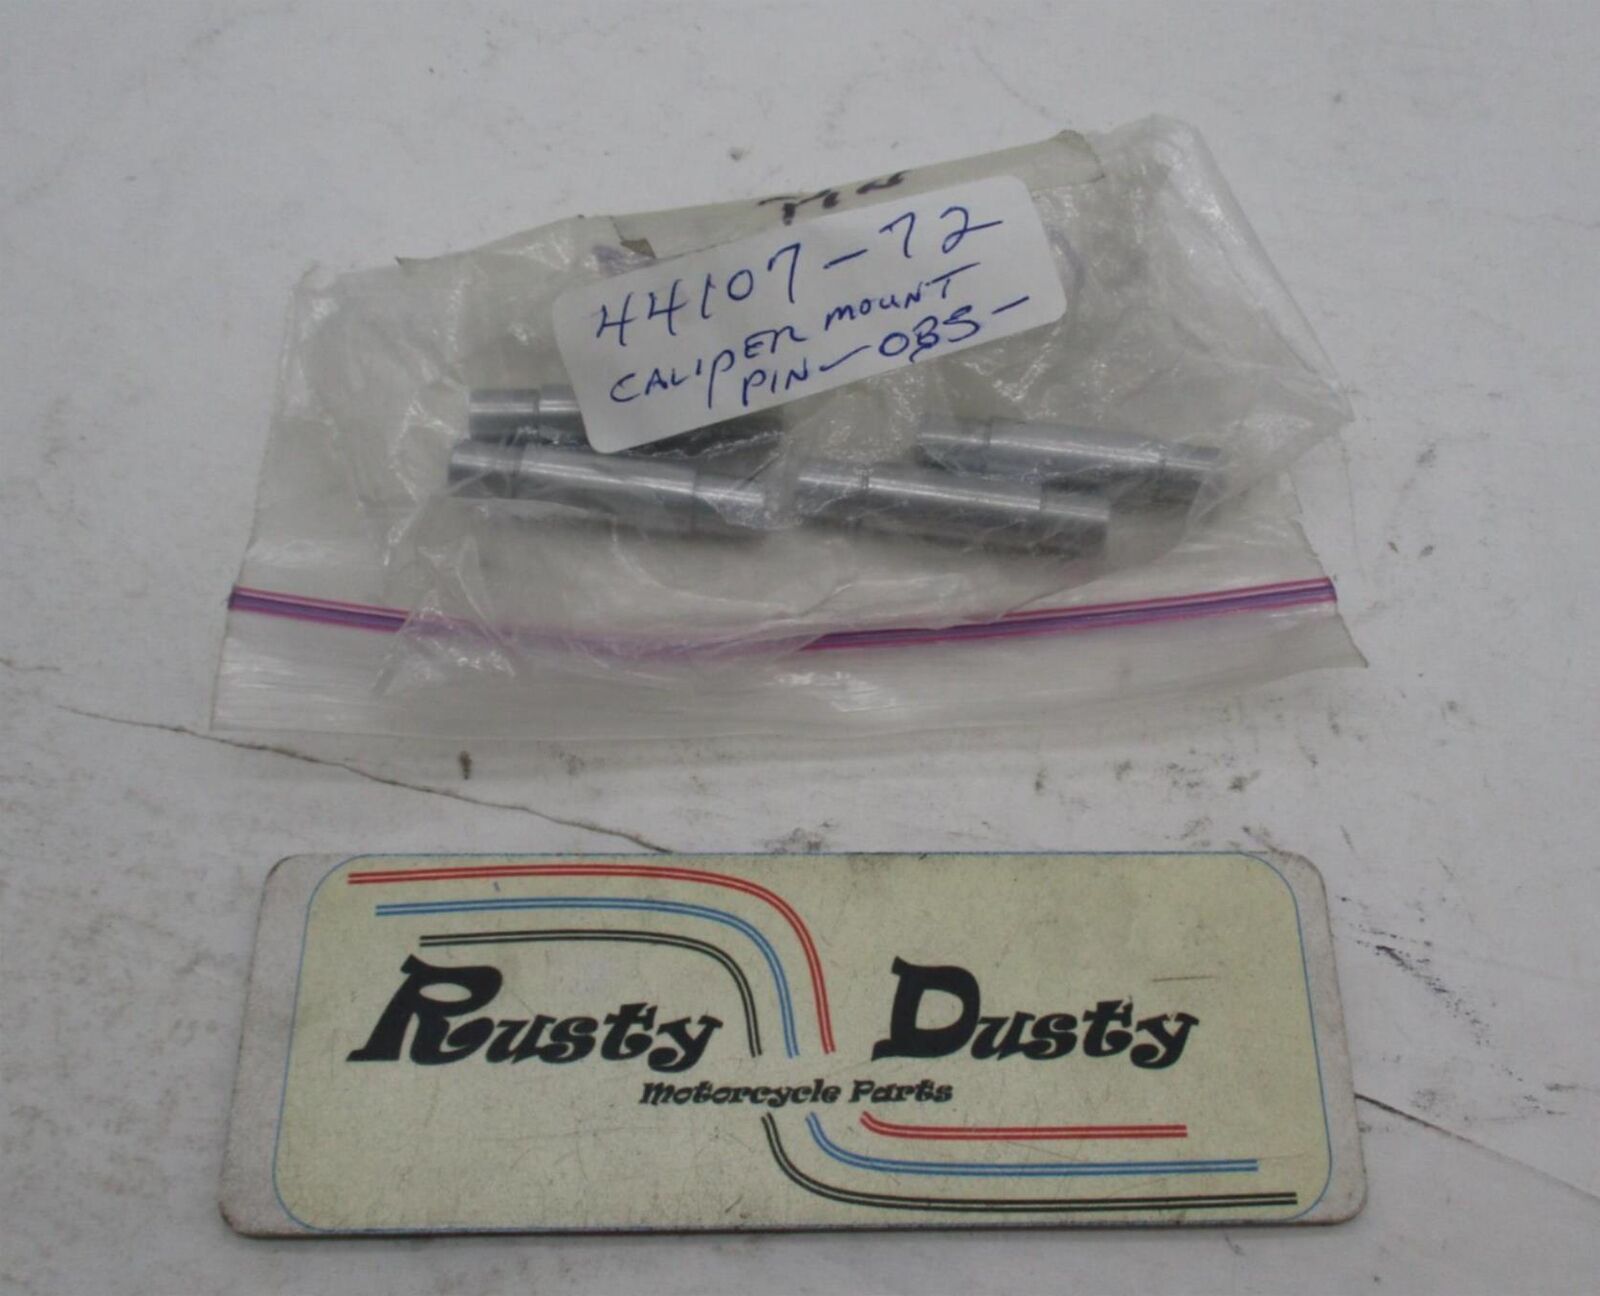 44107-72
CALIPER MOUNT
PIN-OBS-
Rusty Dusty
Motorcycle Parts